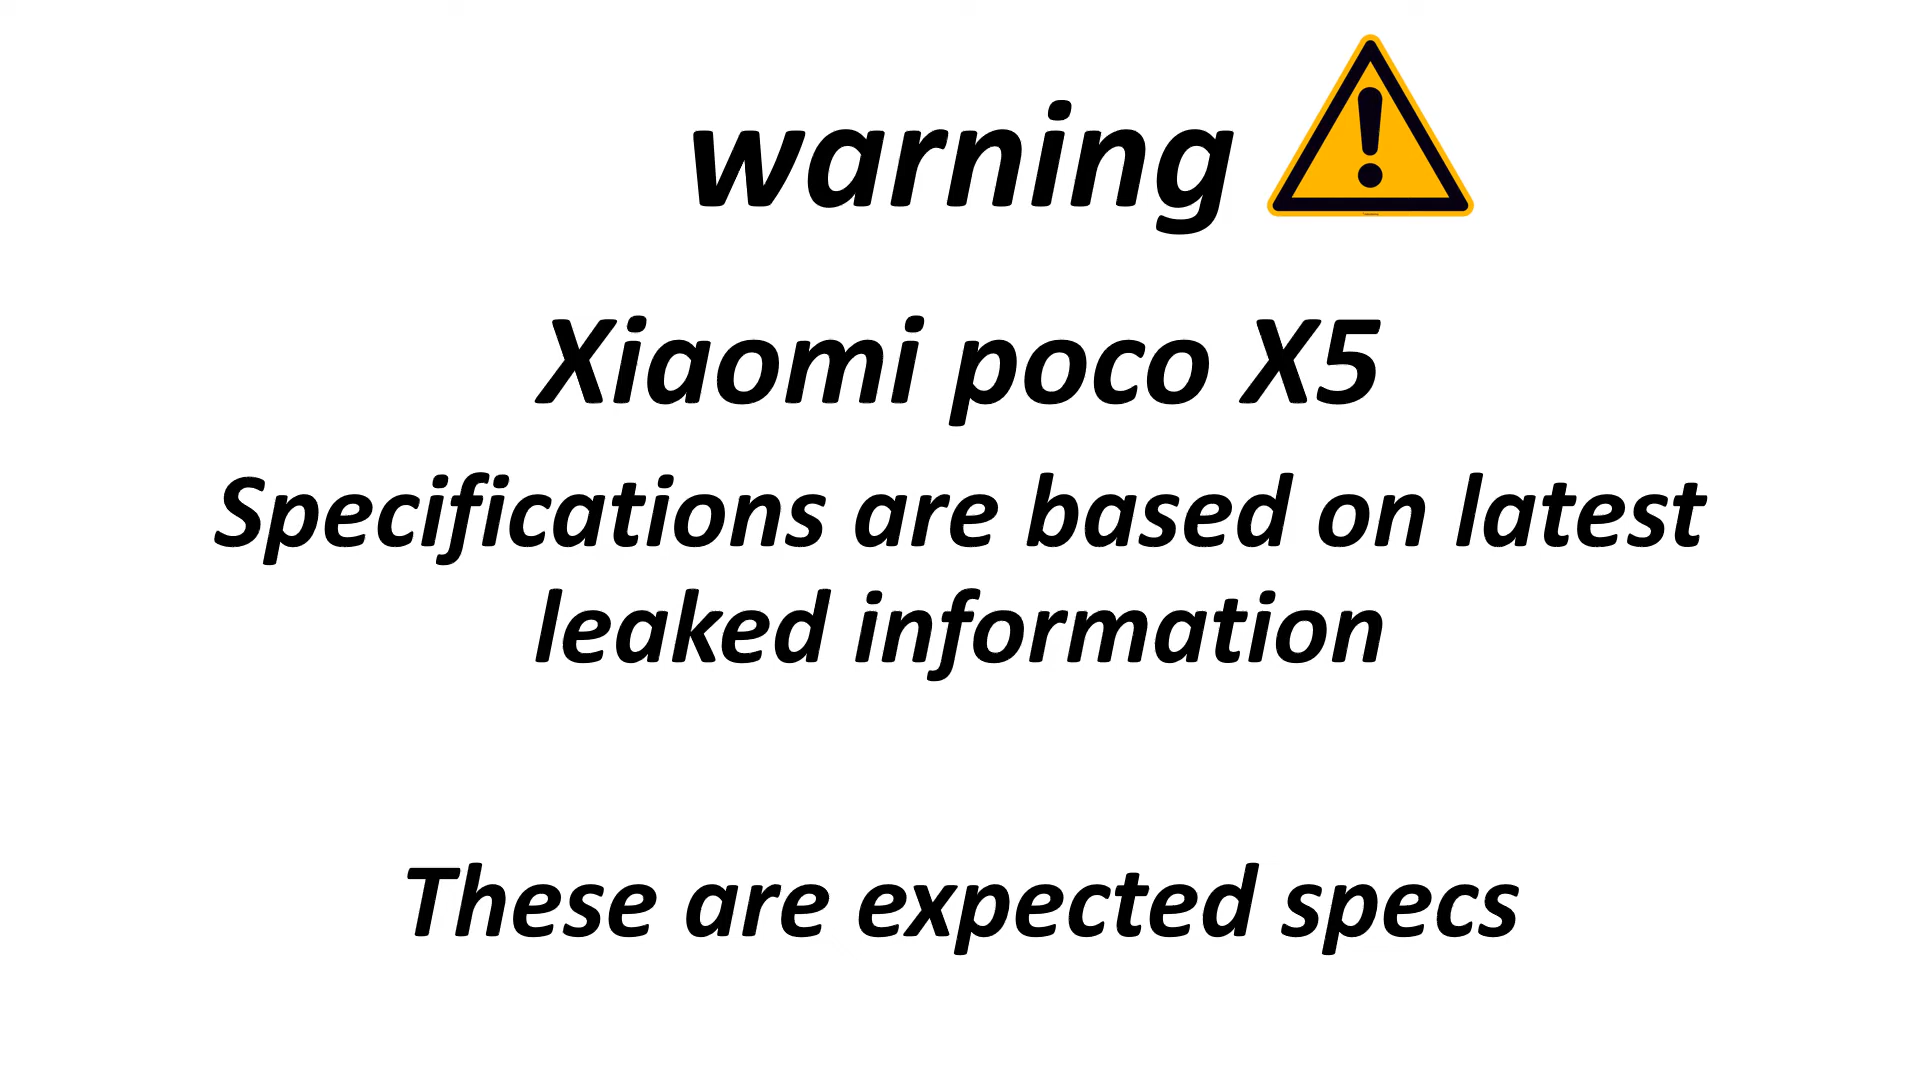 warning
Xiaomi poco X5
Specifications are based on latest
leaked information
These are expected specs